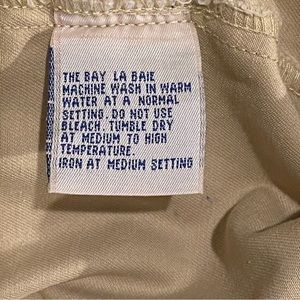 THE BAY LA BAIE
MACHINE WASH IN WARM
WATER AT A NORMAL
SETTING. DO NOT USE
BLEACH. TUMBLE DRY
AT MEDIUM TO HIGH
TEMPERATURE.
IRON AT MEDIUM SETTING